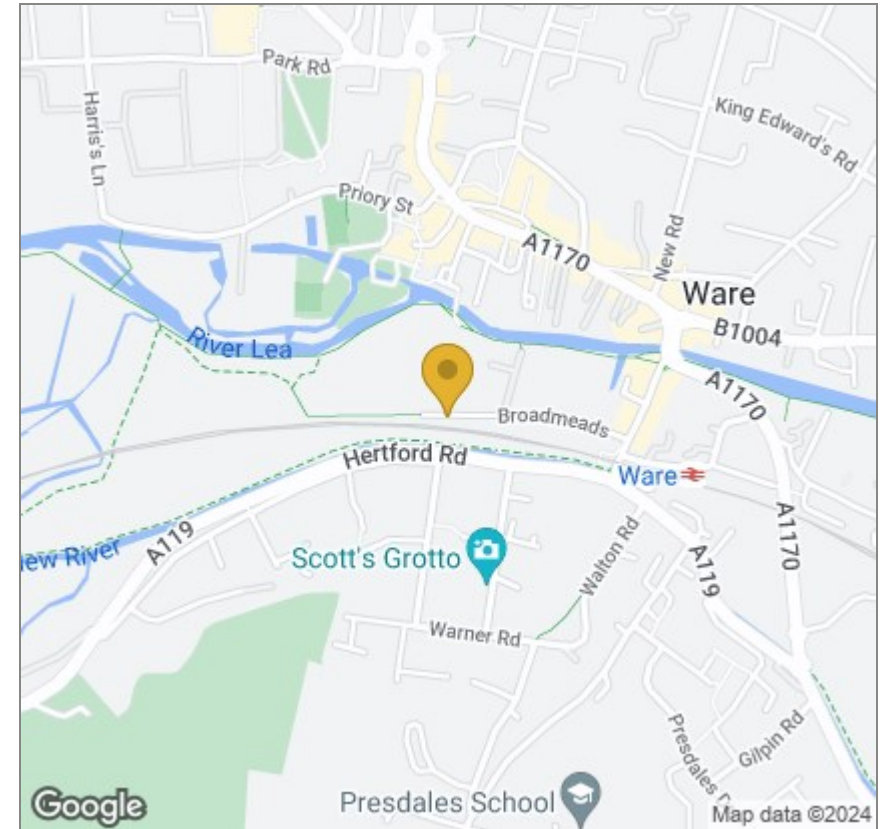 Park Rd
Harris's Ln
King Edward's Rd
Priory St
A1170
New Rd
Ware
B1004
River Lea
A1170
Broadmeads
Hertford Rd
Ware
A119
New River
Scott's Grotto
Walton Rd
A119
A1170
Warner Rd
Presdales
Gilpin Rd
Presdales School
Google
Map data ©2024